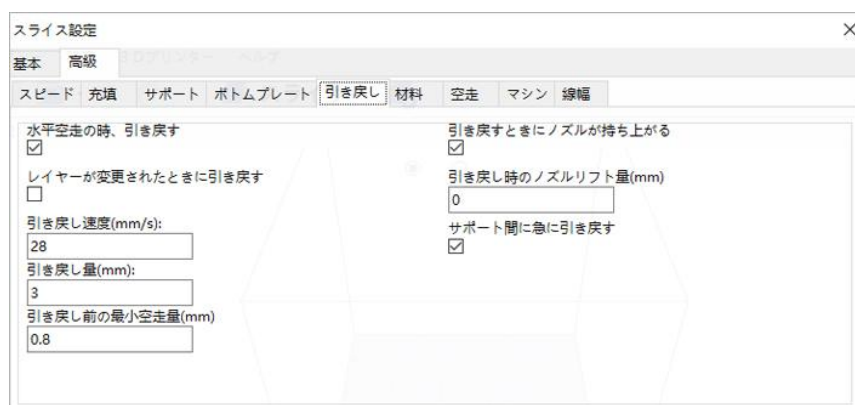 スライス設定
基本 高級
スピード 充填 サポート ボトムプレート 引き戻し 材料 空走 マシン 線幅
水平空走の時、引き戻す
レイヤーが変更されたときに引き戻す
引き戻し速度(mm/s):
28
引き戻し量(mm):
3
引き戻し前の最小空走量(mm)
0.8
引き戻すときにノズルが持ち上がる
引き戻し時のノズルリフト量(mm)
0
サポート間に急に引き戻す